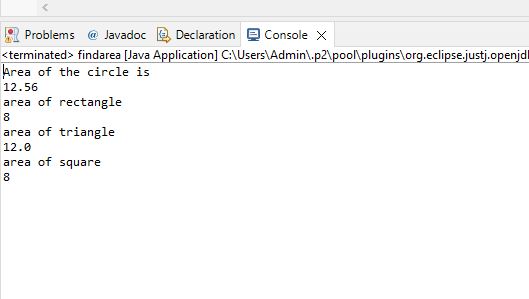 Problems @ Javadoc Declaration Console
<terminated> findarea [Java Application] C:\Users\Admin\.p2\pool\plugins\org.eclipse.justj.openjd
Area of the circle is
12.56
area of rectangle
8
area of triangle
12.0
area of square
8